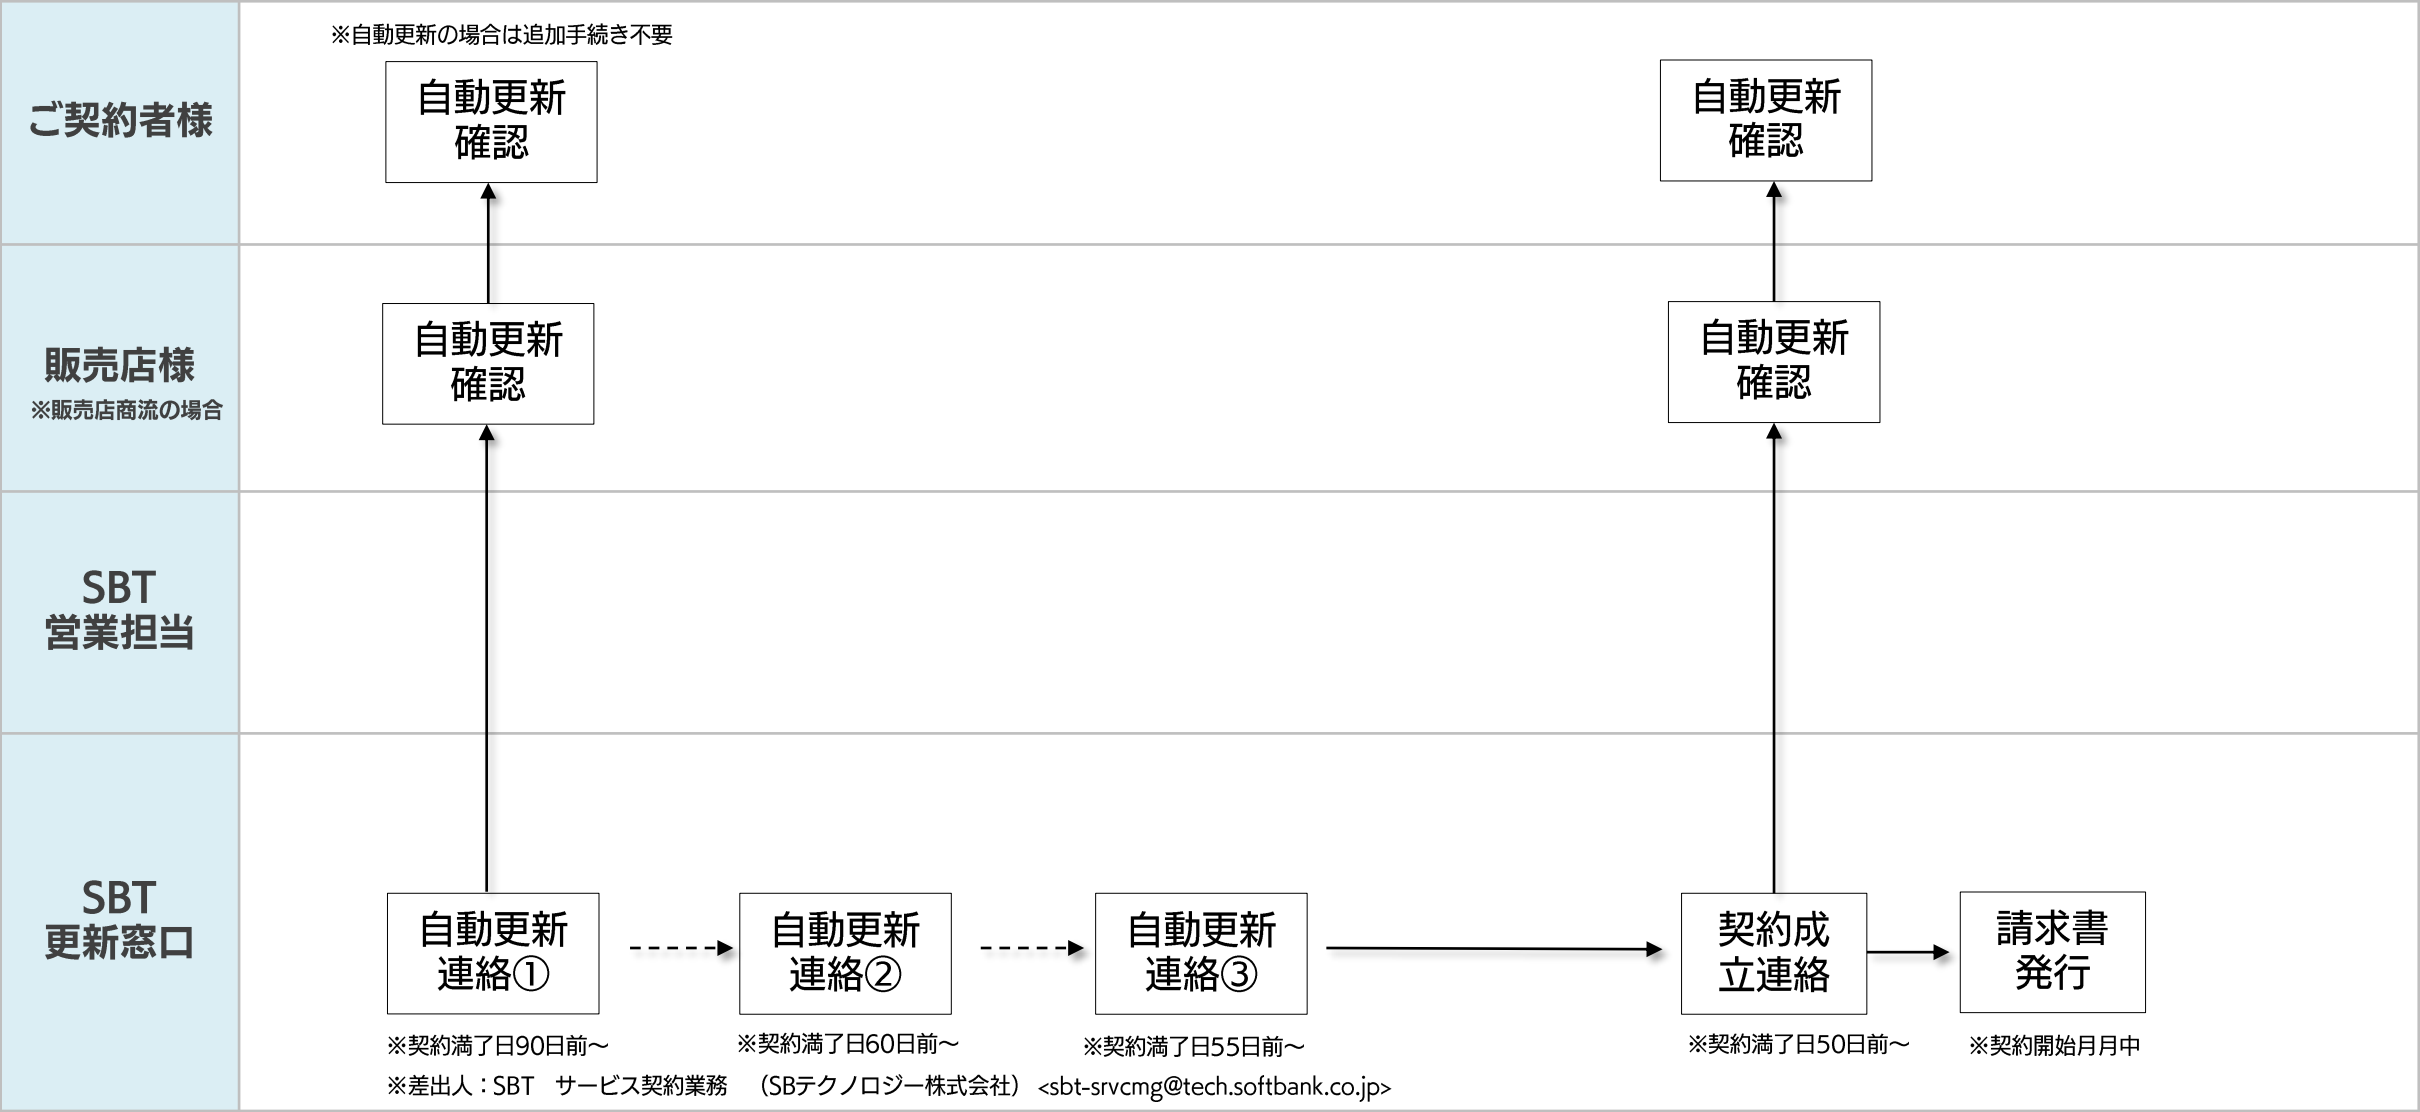 ※自動更新の場合は追加手続き不要
ご契約者様
自動更新
確認
自動更新
確認
販売店様
※販売店商流の場合
自動更新
確認
自動更新
確認
SBT
営業担当
SBT
更新窓口
自動更新
連絡①
自動更新
連絡②
自動更新
連絡③
契約成
立連絡
請求書
発行
※契約満了日90日前～
※契約満了日60日前～
※契約満了日55日前～
※契約満了日50日前～
※契約開始月月中
※差出人：SBT　サービス契約業務　（SBテクノロジー株式会社） <sbt-srvcmg@tech.softbank.co.jp>